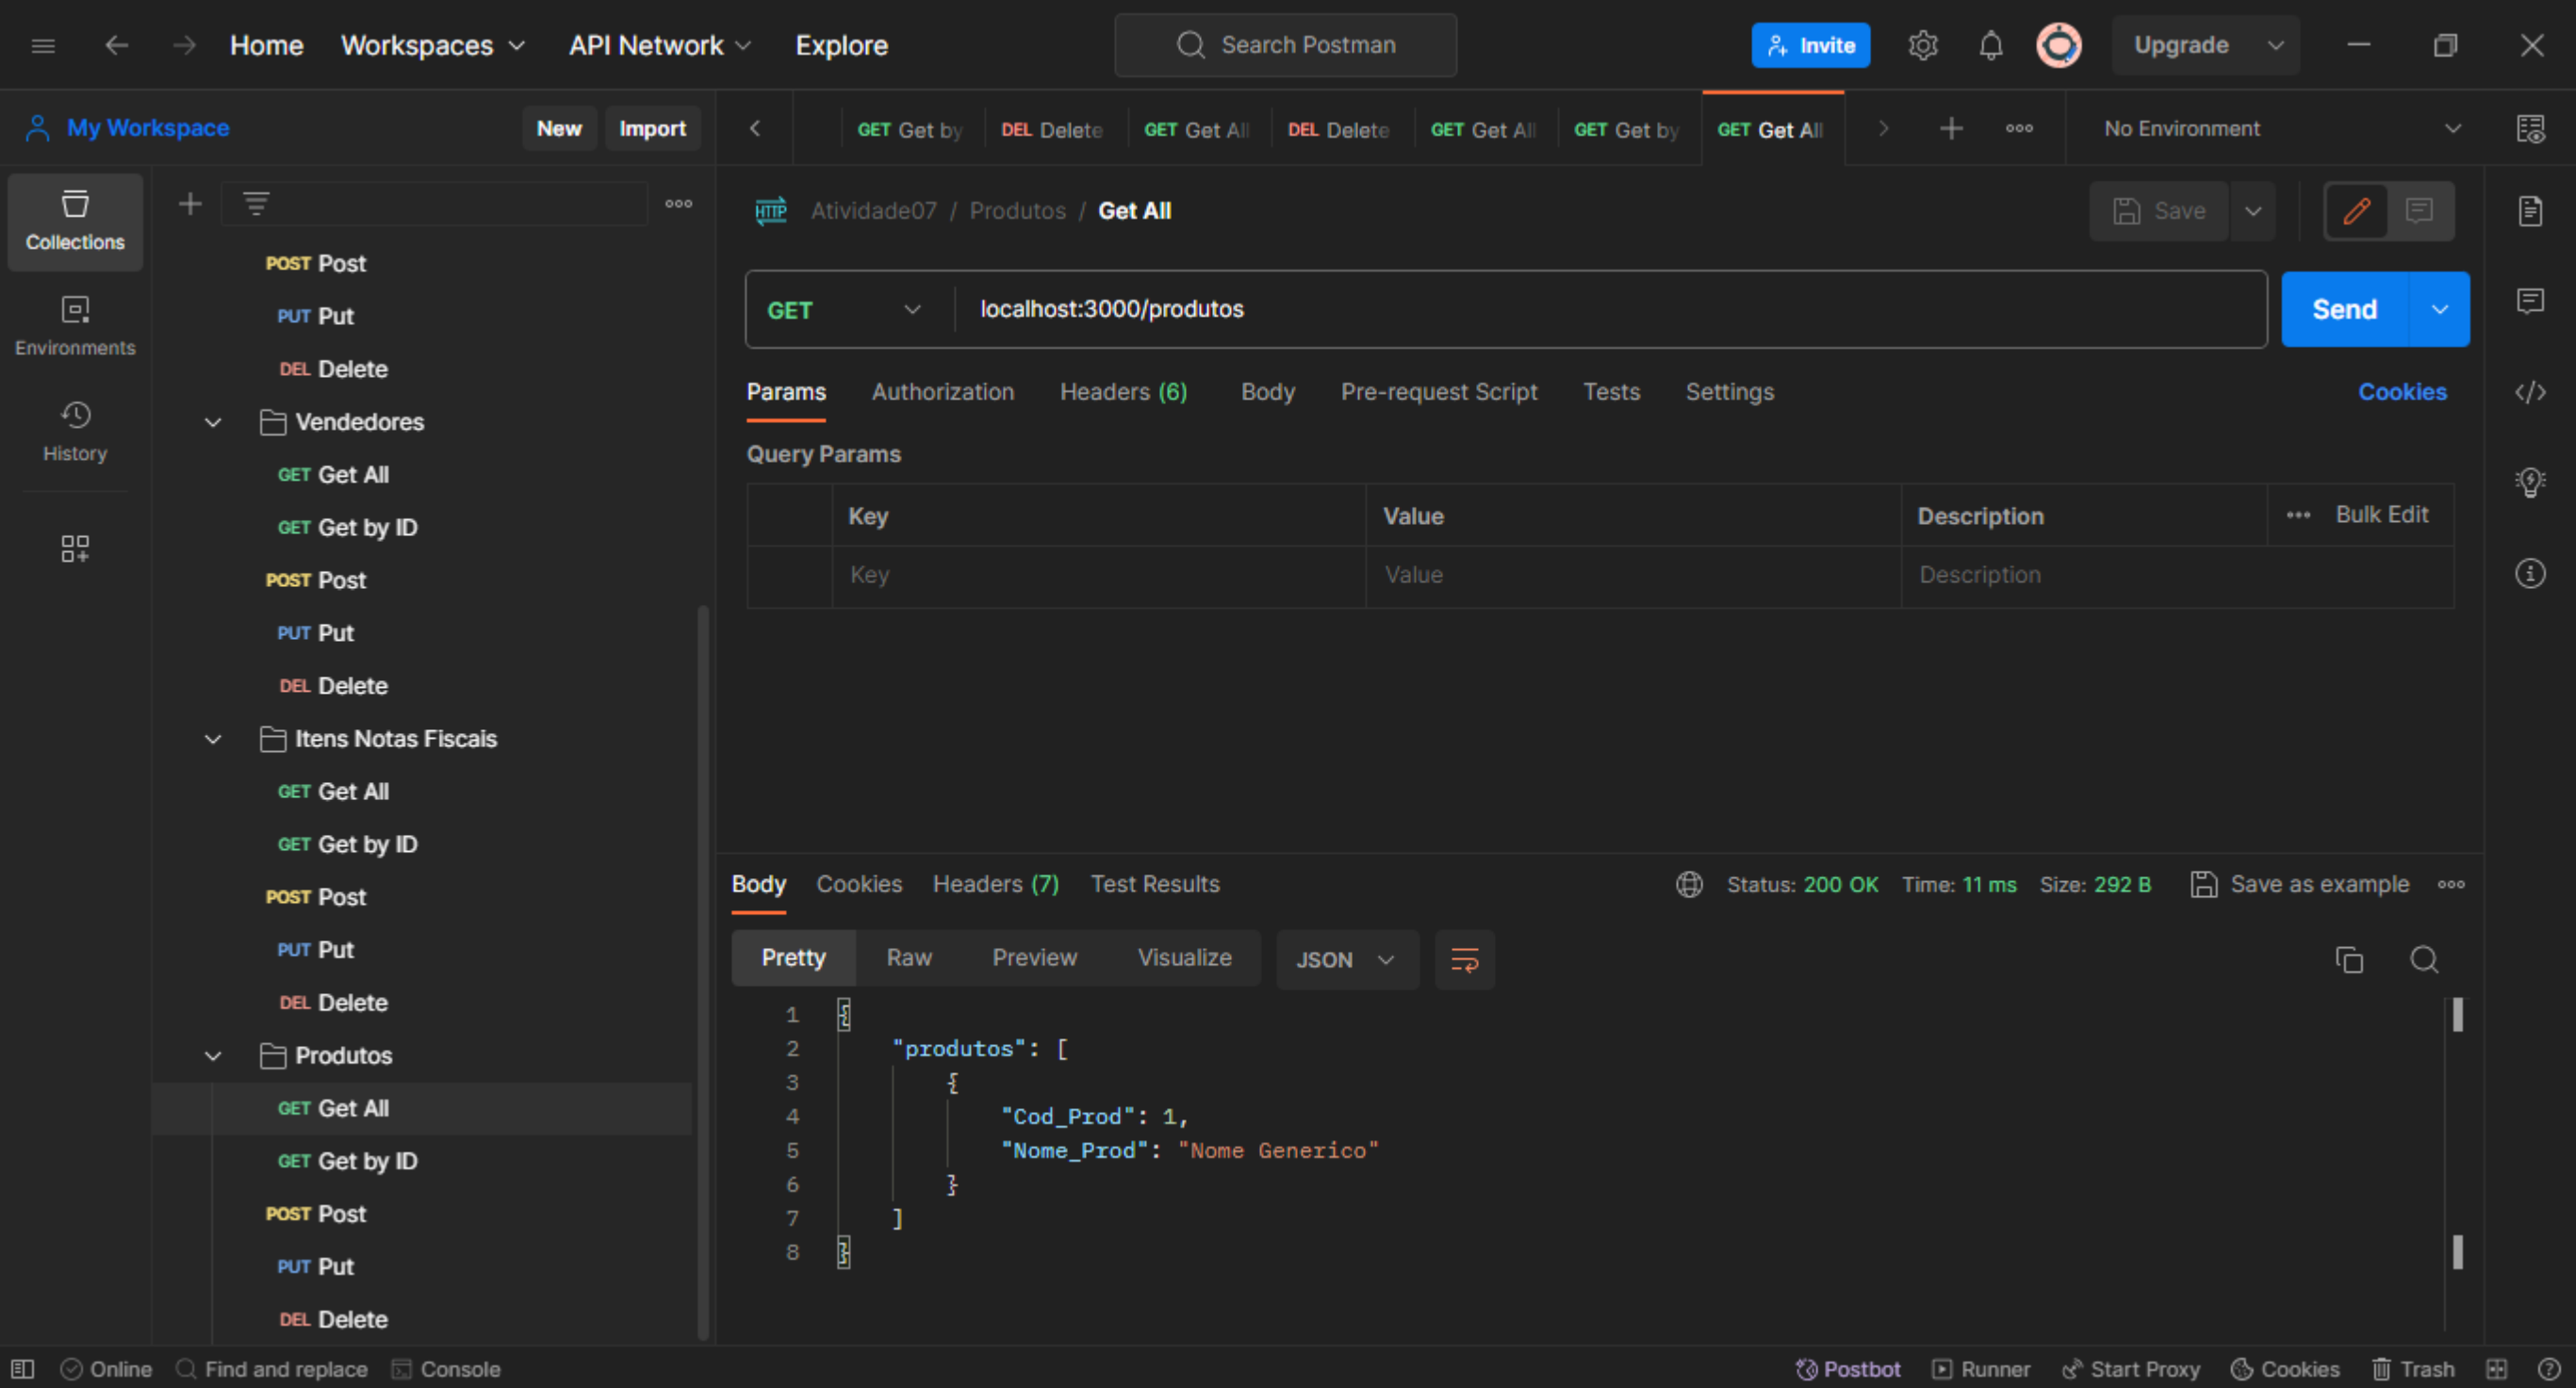 Home Workspaces API Network Explore Search Postman Invite Upgrade
My Workspace New Import
GET Get by DEL Delete GET Get All DEL Delete GET Get All GET Get by GET Get All No Environment
Collections
Environments
History
POST Post
PUT Put
DEL Delete
Vendedores
GET Get All
GET Get by ID
POST Post
PUT Put
DEL Delete
Itens Notas Fiscais
GET Get All
GET Get by ID
POST Post
PUT Put
DEL Delete
Produtos
GET Get All
GET Get by ID
POST Post
PUT Put
DEL Delete
HTTP Atividade07 / Produtos / Get All Save
GET localhost:3000/produtos Send
Params Authorization Headers (6) Body Pre-request Script Tests Settings Cookies
Query Params
Key Value Description Bulk Edit
Key Value Description
Body Cookies Headers (7) Test Results Status: 200 OK Time: 11 ms Size: 292 B Save as example
Pretty Raw Preview Visualize JSON
1 {
2 "produtos": [
3 {
4 "Cod_Prod": 1,
5 "Nome_Prod": "Nome Generico"
6 }
7 ]
8 }
Online Find and replace Console Postbot Runner Start Proxy Cookies Trash